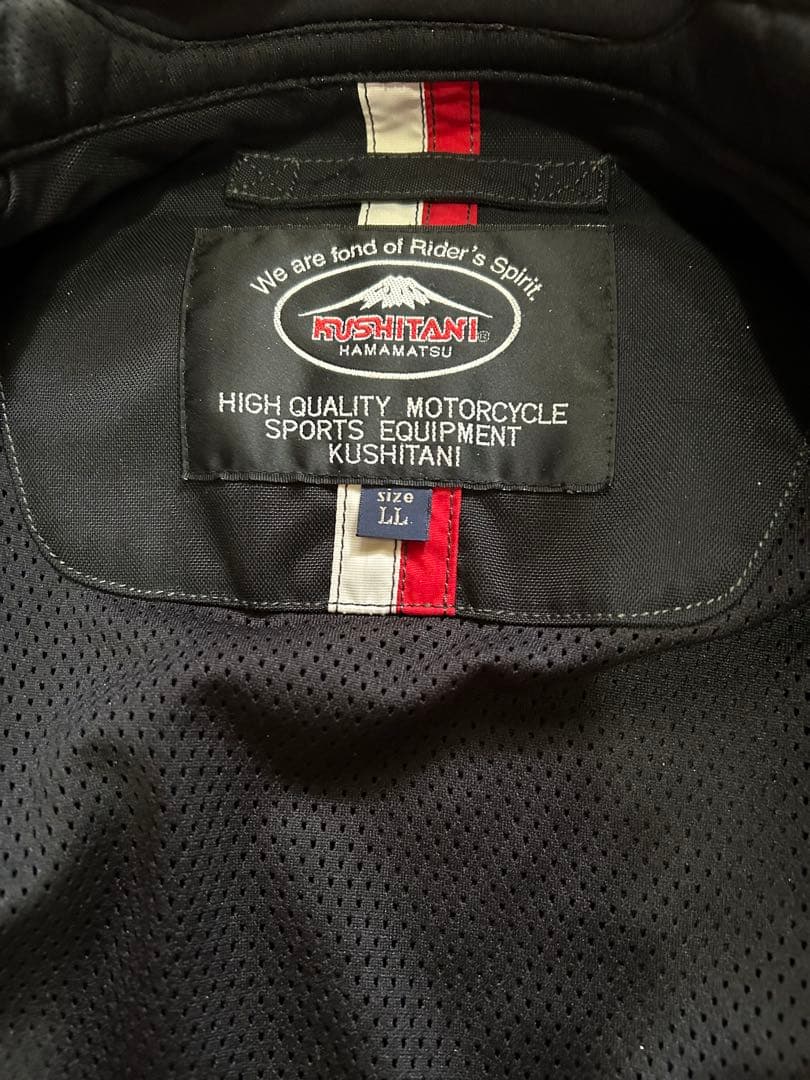 We are fond of Rider's Spirit.
KUSHITANI®
HAMAMATSU
HIGH QUALITY MOTORCYCLE
SPORTS EQUIPMENT
KUSHITANI
size
LL